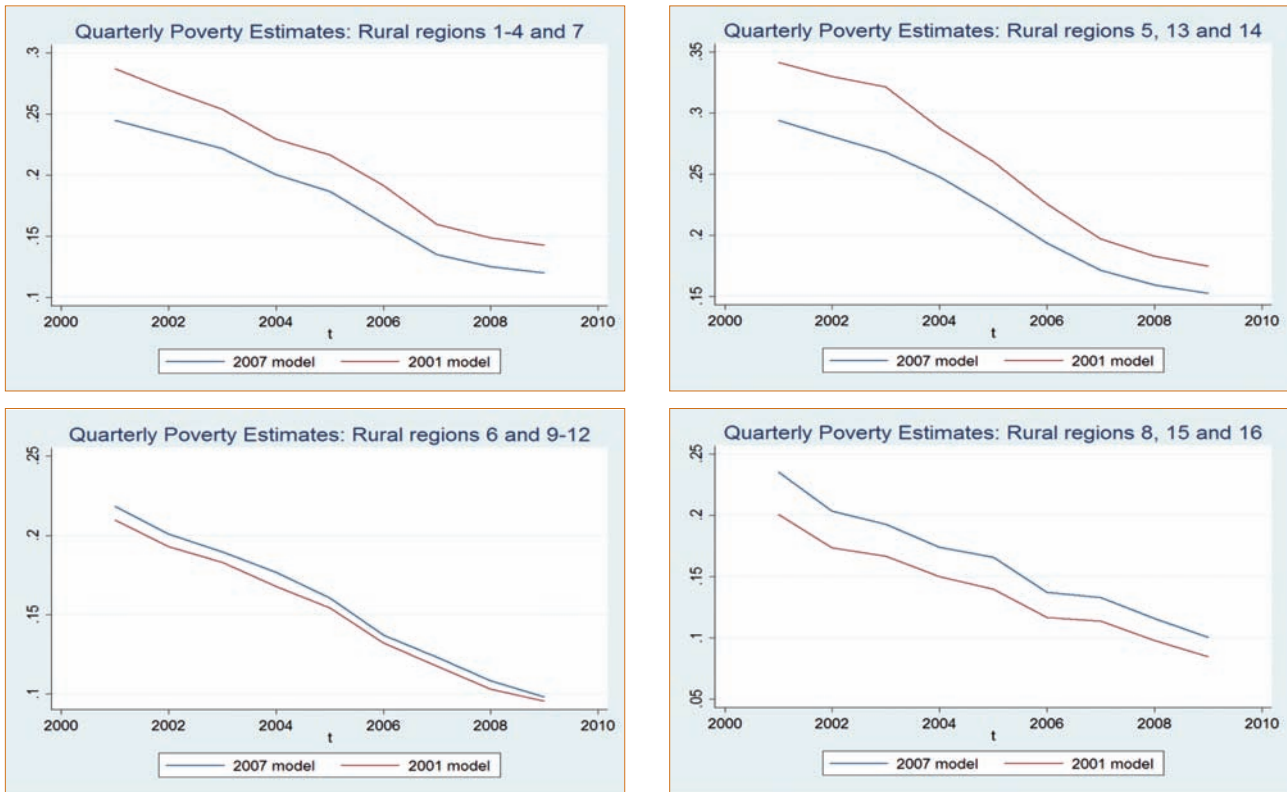 Quarterly Poverty Estimates: Rural regions 1-4 and 7
.3
.25
.2
.15
.1
2000 2002 2004 2006 2008 2010
t
2007 model 2001 model
Quarterly Poverty Estimates: Rural regions 5, 13 and 14
.35
.3
.25
.2
.15
2000 2002 2004 2006 2008 2010
t
2007 model 2001 model
Quarterly Poverty Estimates: Rural regions 6 and 9-12
.25
.2
.15
.1
2000 2002 2004 2006 2008 2010
t
2007 model 2001 model
Quarterly Poverty Estimates: Rural regions 8, 15 and 16
.25
.2
.15
.1
.05
2000 2002 2004 2006 2008 2010
t
2007 model 2001 model